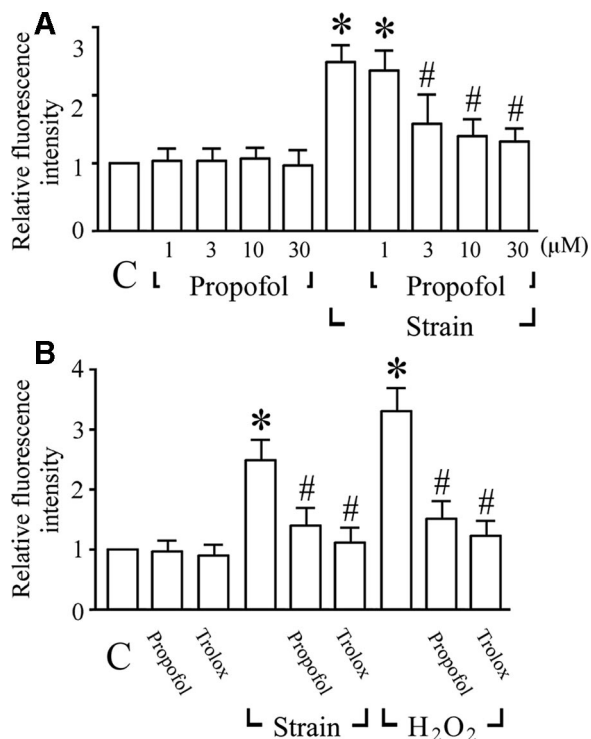 A
Relative fluorescence
intensity
3
2
1
0
* * # # #
1 3 10 30 1 3 10 30 (μM)
C Propofol Propofol
Strain
B
Relative fluorescence
intensity
4
3
2
1
0
* # # * # #
C Propofol Trolox Propofol Trolox Propofol Trolox
Strain H₂O₂